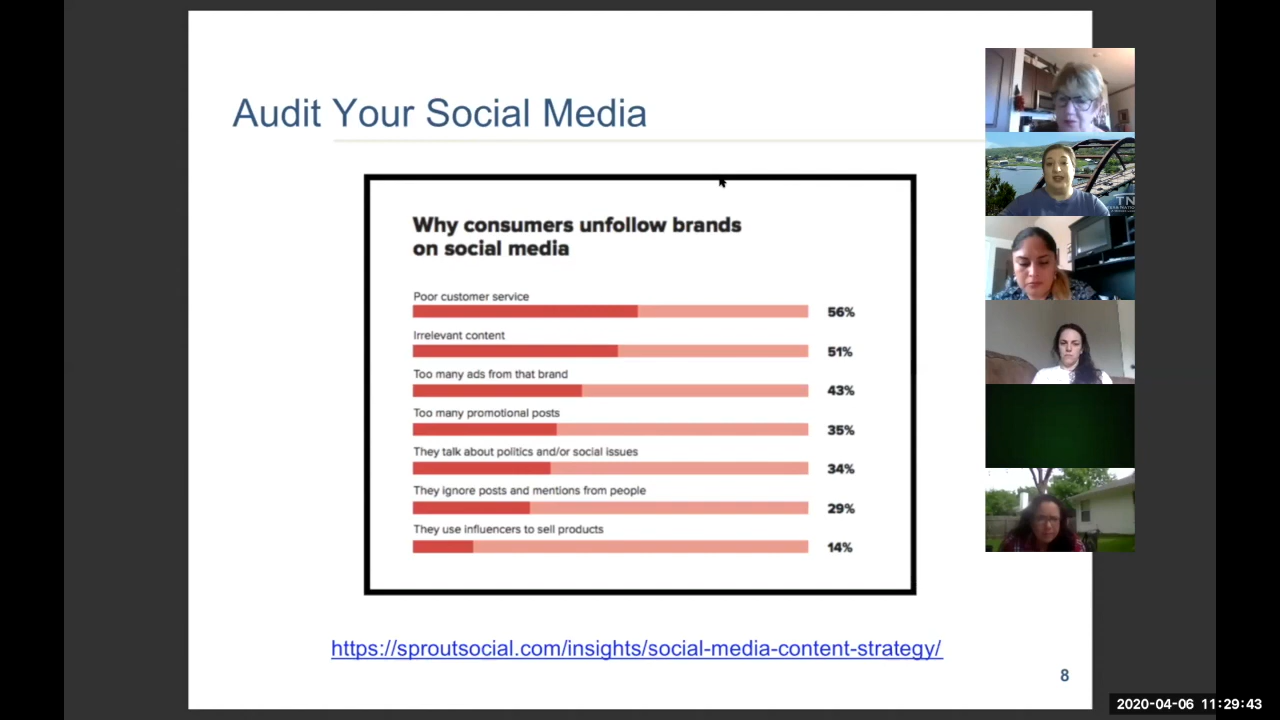 Audit Your Social Media
Why consumers unfollow brands
on social media
Poor customer service
56%
Irrelevant content
51%
Too many ads from that brand
43%
Too many promotional posts
35%
They talk about politics and/or social issues
34%
They ignore posts and mentions from people
29%
They use influencers to sell products
14%
https://sproutsocial.com/insights/social-media-content-strategy/
8
TN
2020-04-06 11:29:43